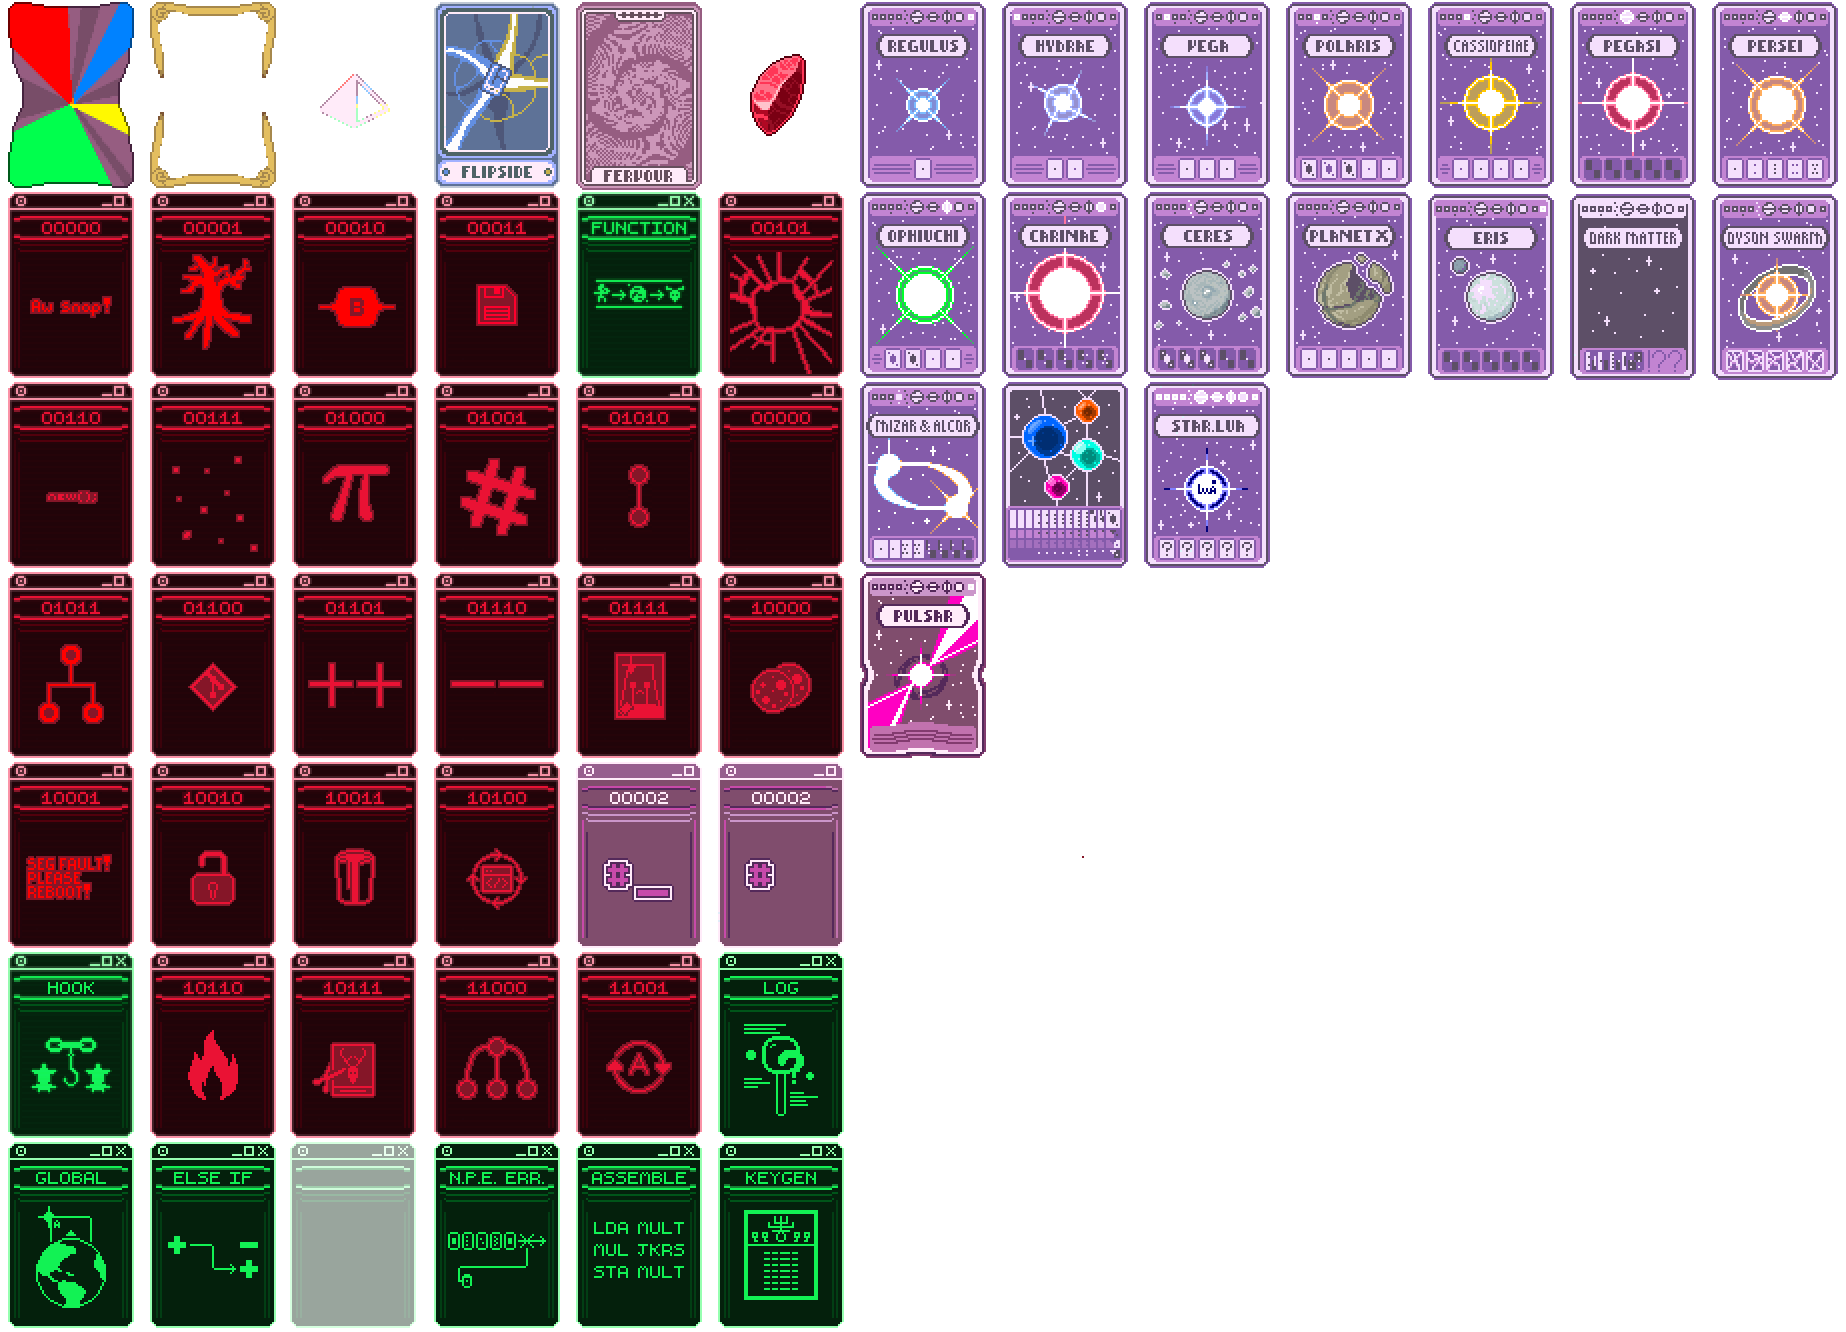 FLIPSIDE
FERVOUR
REGULUS
HYDRAE
VEGA
POLARIS
CASSIOPEIAE
PEGASI
PERSEI
00000
Aw Snap!
00001
00010
B
00011
FUNCTION
00101
OPHIUCHI
CARINAE
CERES
PLANET X
ERIS
DARK MATTER
??
DYSON SWARM
00110
new();
00111
01000
π
01001
#
01010
00000
MIZAR & ALCOR
STAR.LUA
lua
? ? ? ? ?
01011
01100
01101
++
01110
01111
10000
PULSAR
10001
SEG FAULT!
PLEASE
REBOOT!
10010
10011
10100
</>
00002
#
00002
#
HOOK
10110
10111
11000
11001
A
LOG
GLOBAL
A
ELSE IF
N.P.E. ERR.
ASSEMBLE
LDA MULT
MUL JKRS
STA MULT
KEYGEN